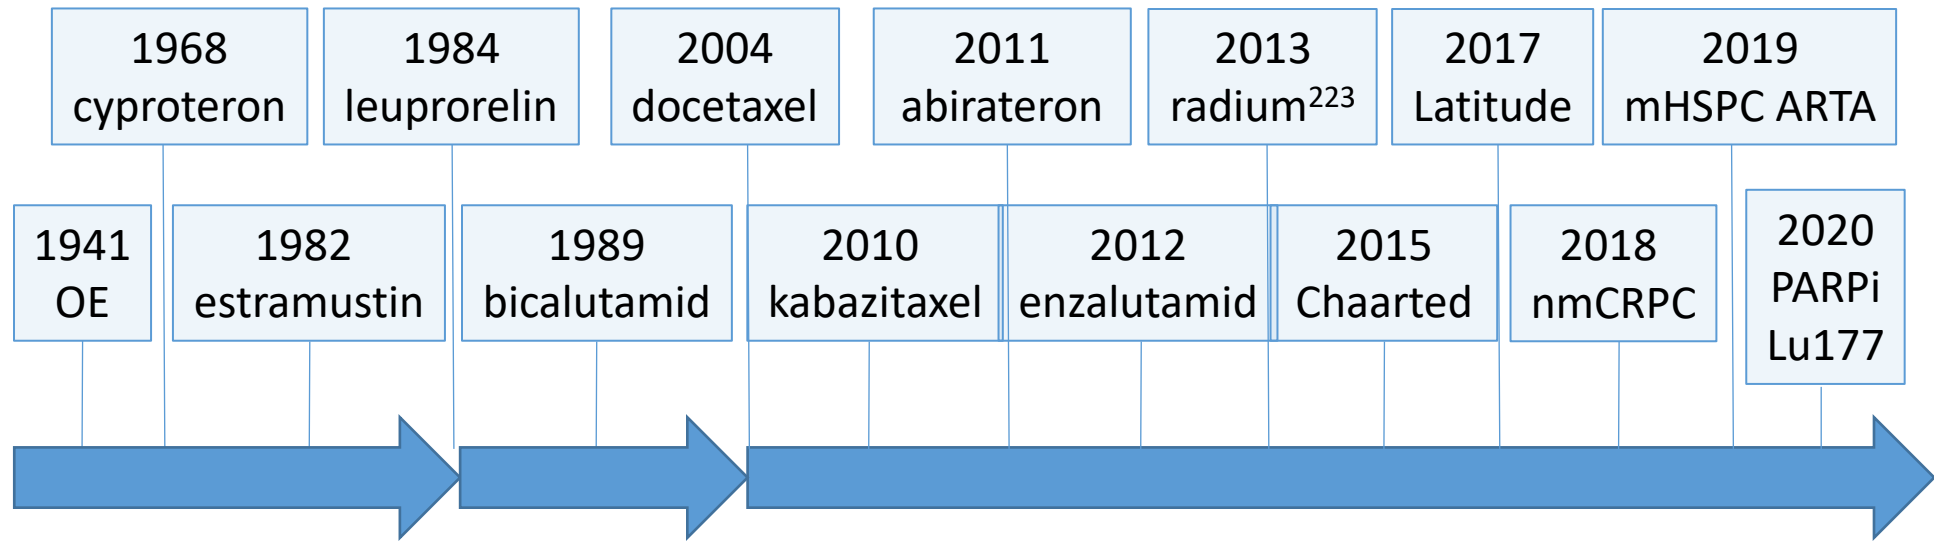 1968
cyproteron
1984
leuprorelin
2004
docetaxel
2011
abirateron
2013
radium²²³
2017
Latitude
2019
mHSPC ARTA
1941
OE
1982
estramustin
1989
bicalutamid
2010
kabazitaxel
2012
enzalutamid
2015
Chaarted
2018
nmCRPC
2020
PARPi
Lu177